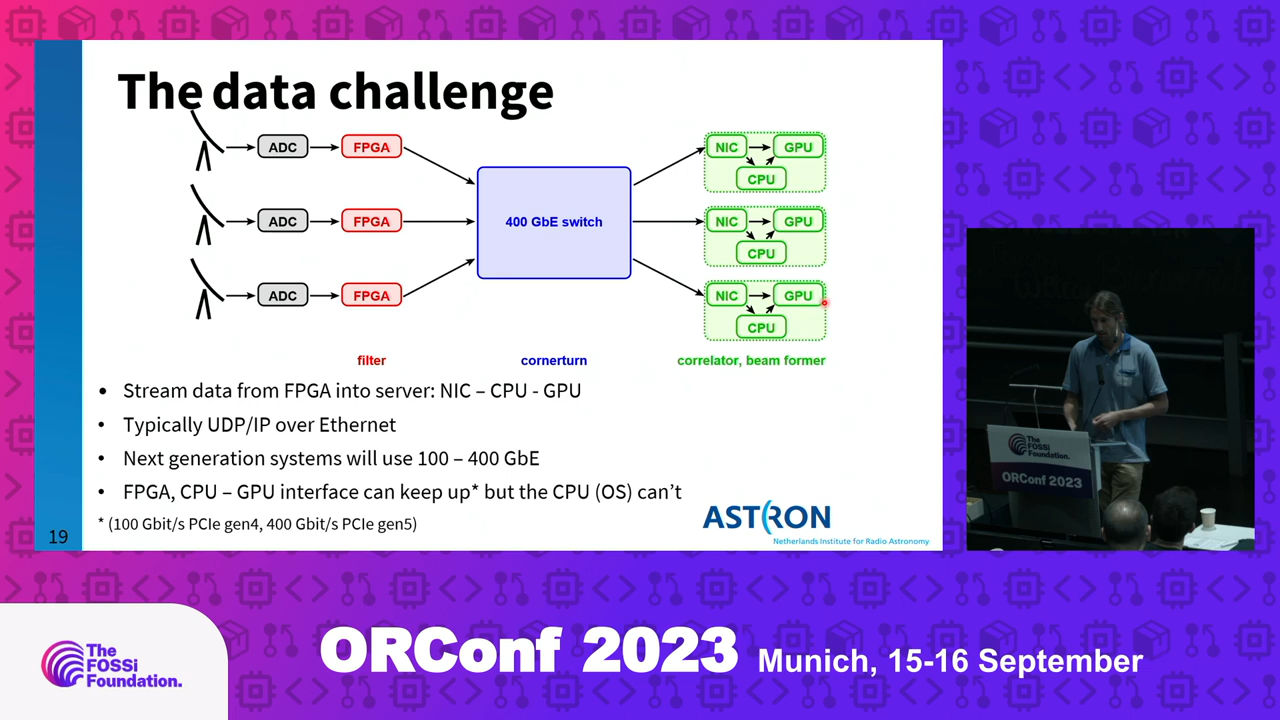 The data challenge
ADC
FPGA
NIC
GPU
CPU
ADC
FPGA
400 GbE switch
NIC
GPU
CPU
ADC
FPGA
NIC
GPU
CPU
filter
cornerturn
correlator, beam former
• Stream data from FPGA into server: NIC – CPU - GPU
• Typically UDP/IP over Ethernet
• Next generation systems will use 100 – 400 GbE
• FPGA, CPU – GPU interface can keep up* but the CPU (OS) can't
* (100 Gbit/s PCIe gen4, 400 Gbit/s PCIe gen5)
19
ASTRON
Netherlands Institute for Radio Astronomy
The
FOSSi
Foundation.
ORConf 2023
The
FOSSi
Foundation.
ORConf 2023
Munich, 15-16 September